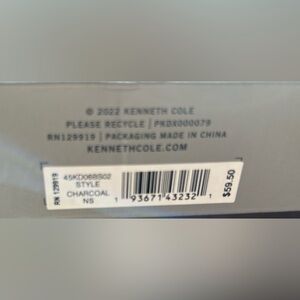 © 2022 KENNETH COLE
PLEASE RECYCLE | PKDX000079
RN129919 | PACKAGING MADE IN CHINA
KENNETHCOLE.COM
RN 129919
45KD06BS02
STYLE
CHARCOAL
NS
1 93671 43232 1
$59.50